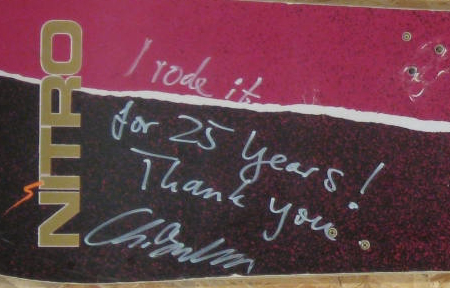 NITRO
I rode it
for 25 years!
Thank you